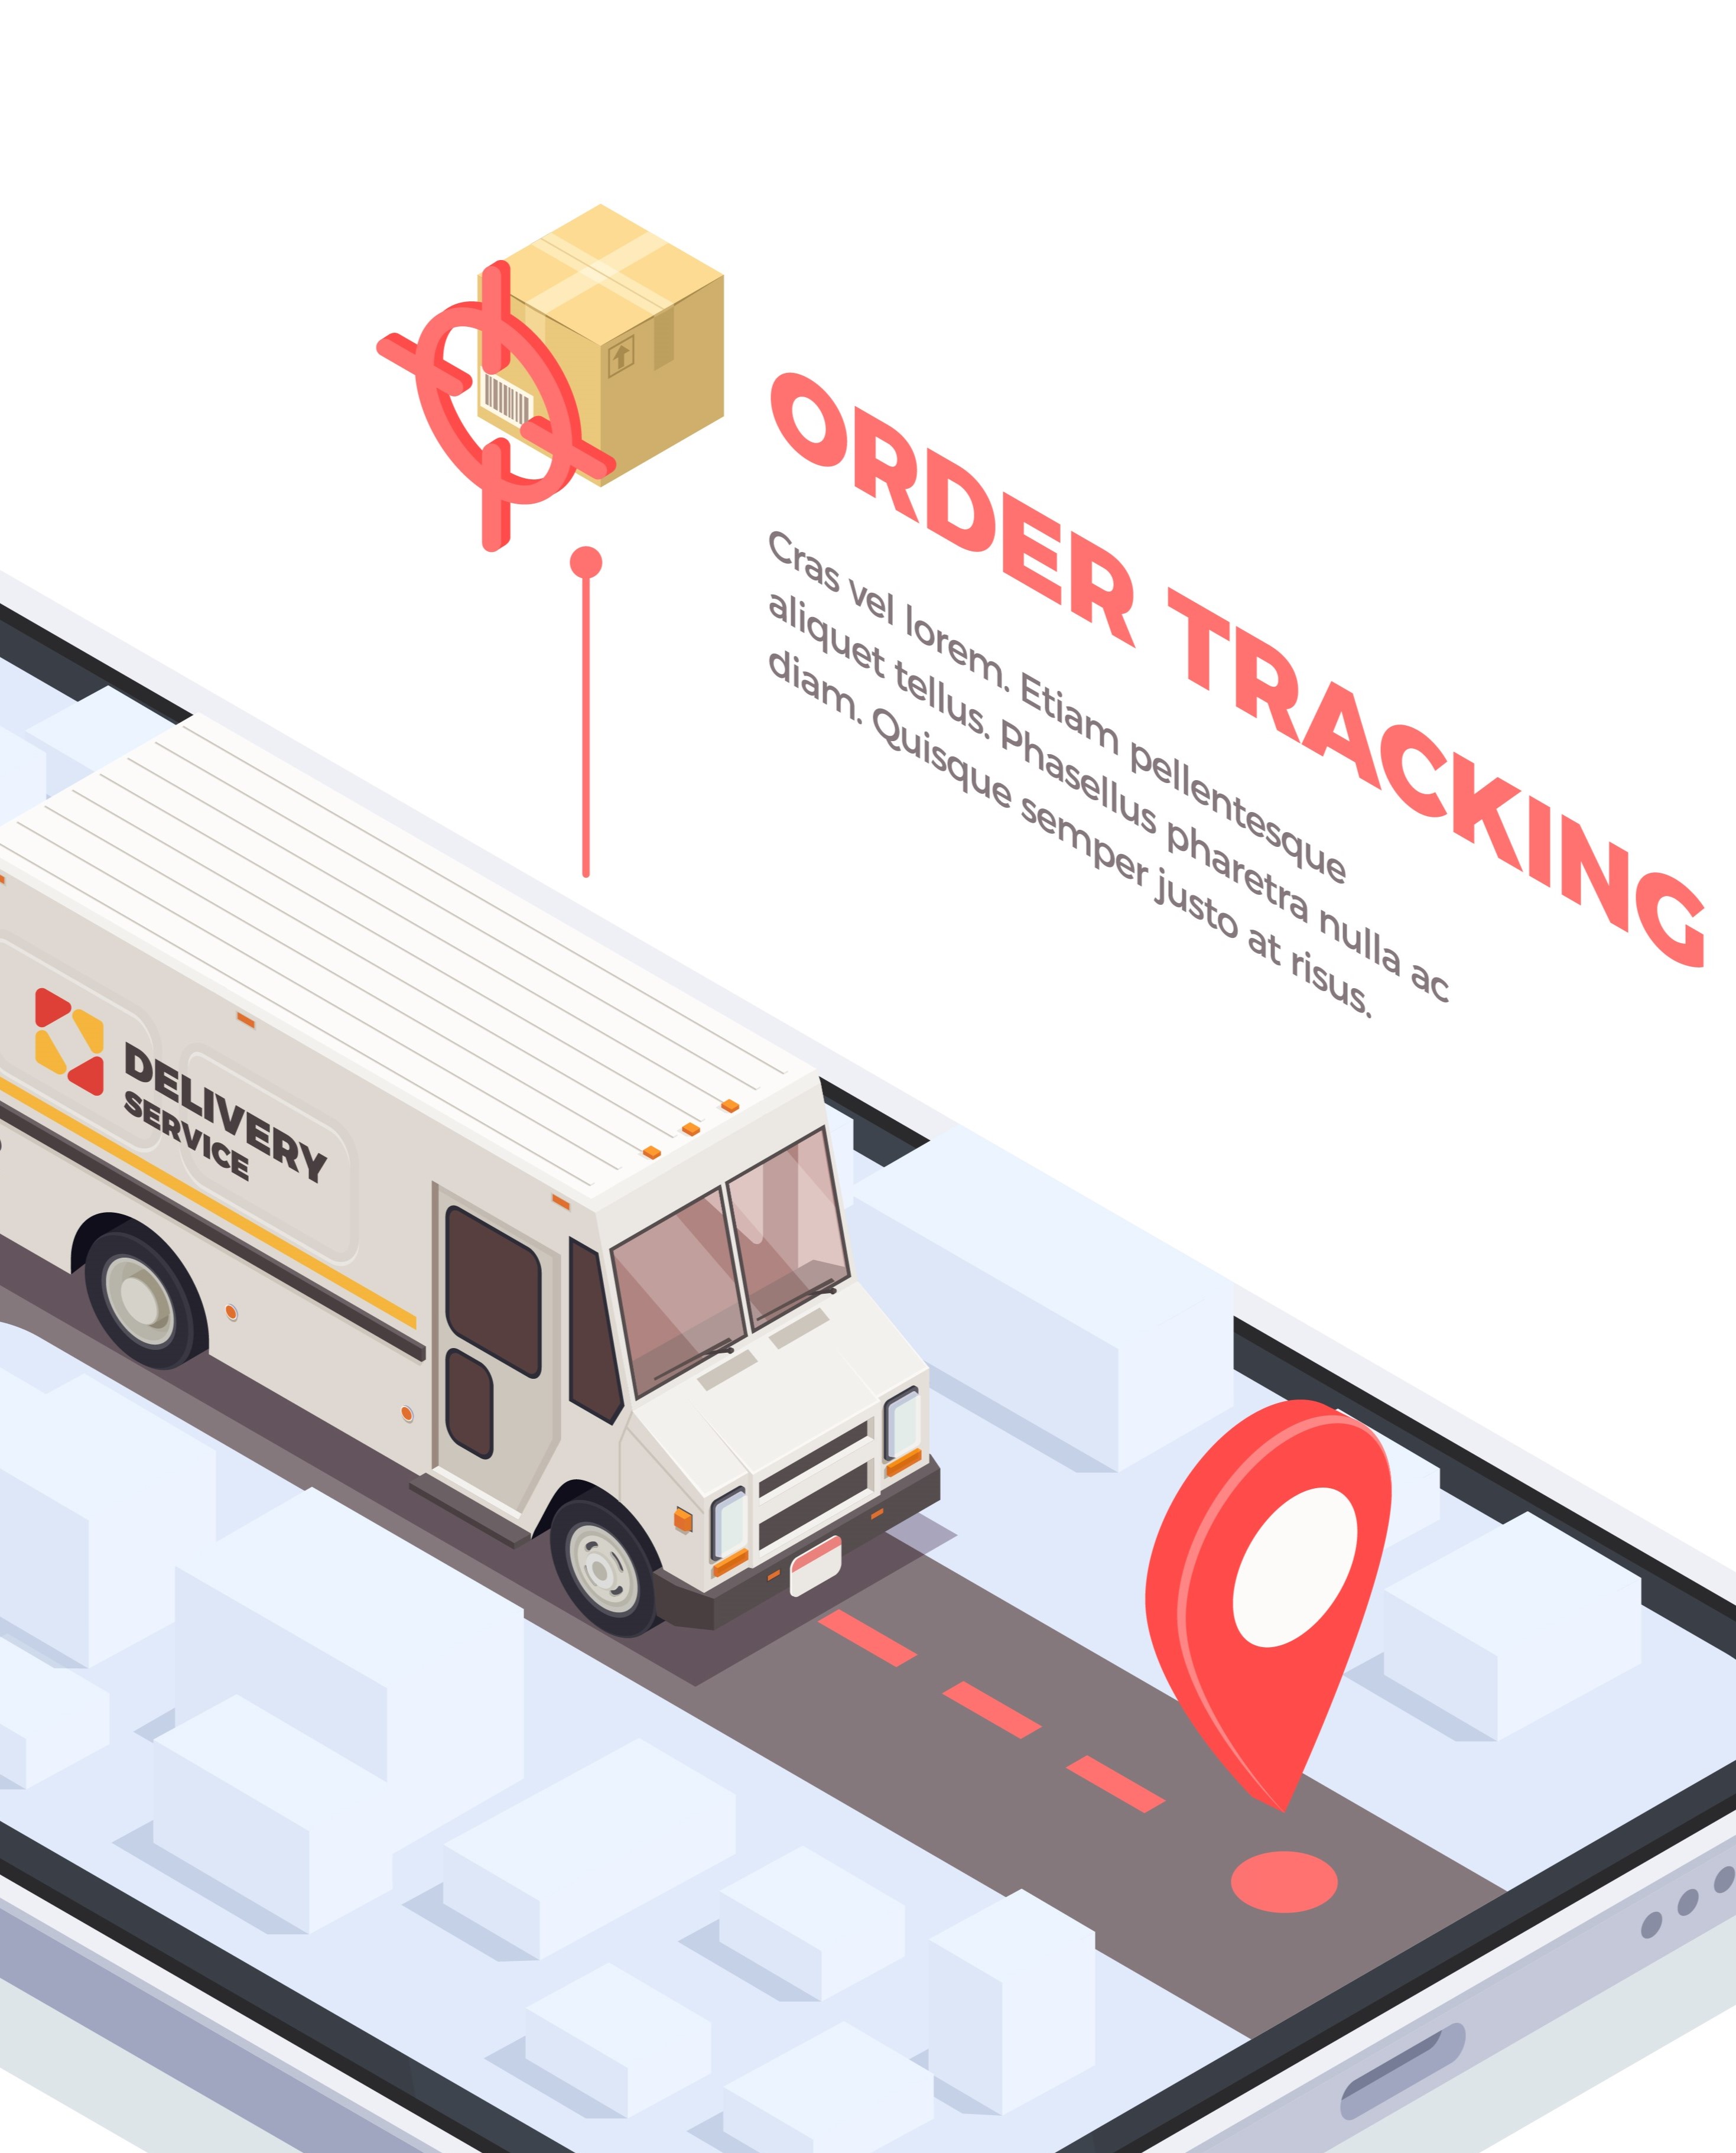 ORDER TRACKING
Cras vel lorem. Etiam pellentesque
aliquet tellus. Phasellus pharetra nulla ac
diam. Quisque semper justo at risus.
DELIVERY
SERVICE